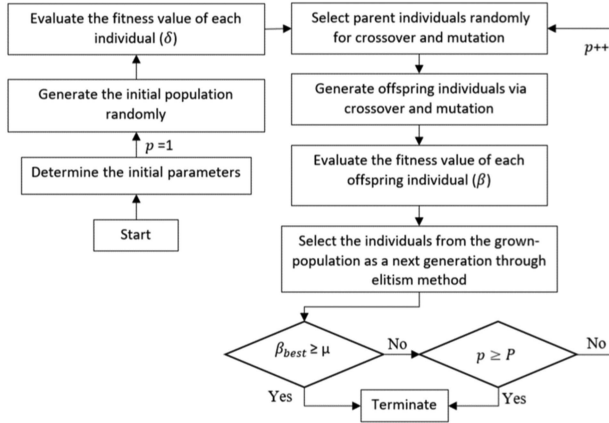 Evaluate the fitness value of each
individual (δ)
Select parent individuals randomly
for crossover and mutation
p++
Generate the initial population
randomly
Generate offspring individuals via
crossover and mutation
p =1
Determine the initial parameters
Evaluate the fitness value of each
offspring individual (β)
Start
Select the individuals from the grown-
population as a next generation through
elitism method
β_best ≥ μ
No
p ≥ P
No
Yes
Terminate
Yes